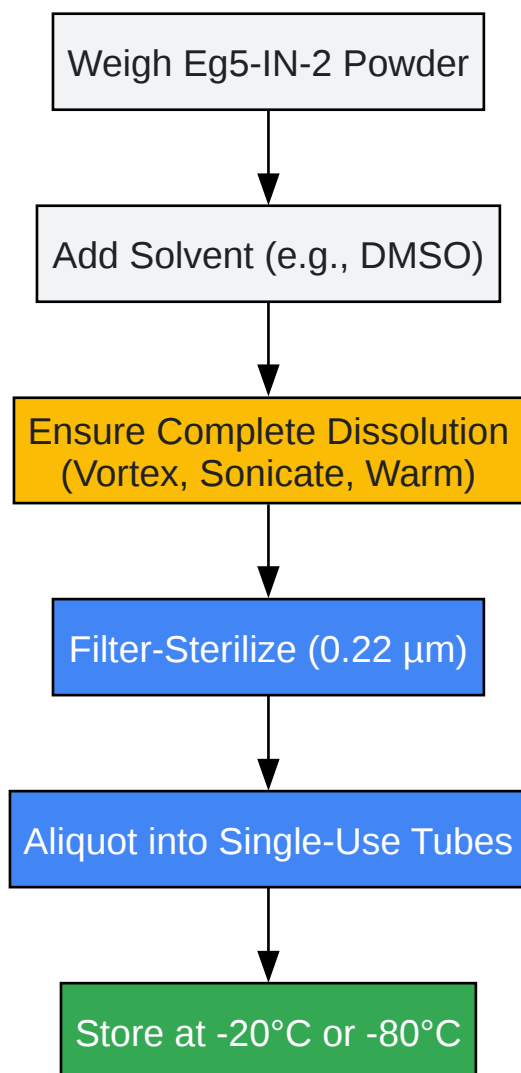 Weigh Eg5-IN-2 Powder
Add Solvent (e.g., DMSO)
Ensure Complete Dissolution
(Vortex, Sonicate, Warm)
Filter-Sterilize (0.22 µm)
Aliquot into Single-Use Tubes
Store at -20°C or -80°C